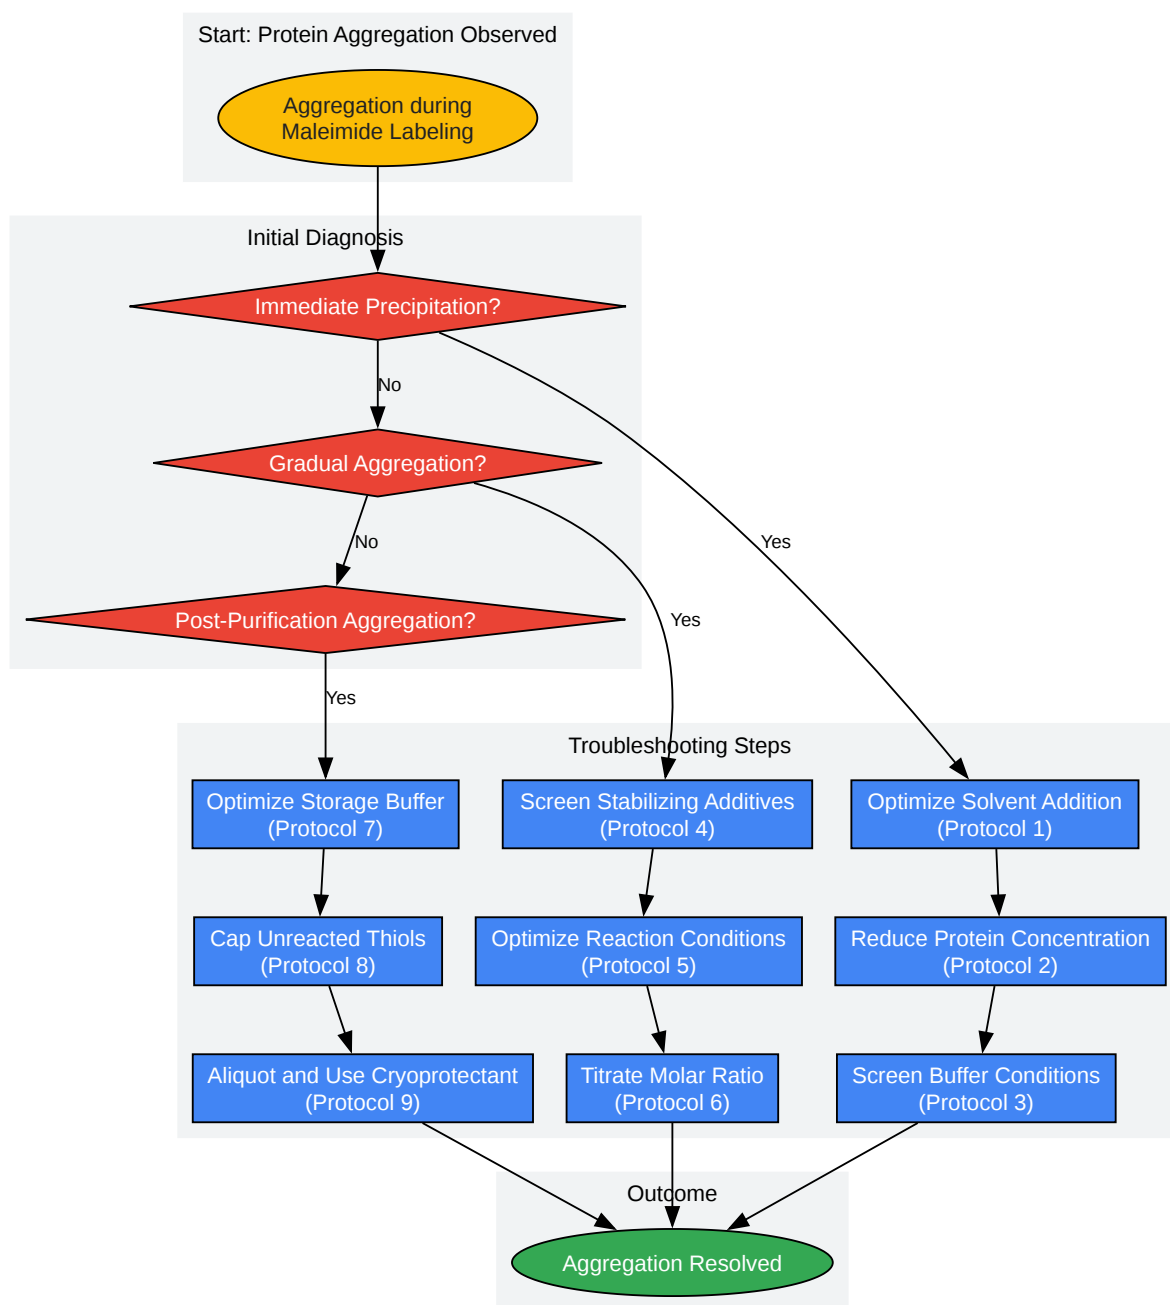 Start: Protein Aggregation Observed
Aggregation during
Maleimide Labeling
Initial Diagnosis
Immediate Precipitation?
No
Gradual Aggregation?
No
Yes
Post-Purification Aggregation?
Yes
Yes
Troubleshooting Steps
Optimize Storage Buffer
(Protocol 7)
Screen Stabilizing Additives
(Protocol 4)
Optimize Solvent Addition
(Protocol 1)
Cap Unreacted Thiols
(Protocol 8)
Optimize Reaction Conditions
(Protocol 5)
Reduce Protein Concentration
(Protocol 2)
Aliquot and Use Cryoprotectant
(Protocol 9)
Titrate Molar Ratio
(Protocol 6)
Screen Buffer Conditions
(Protocol 3)
Outcome
Aggregation Resolved